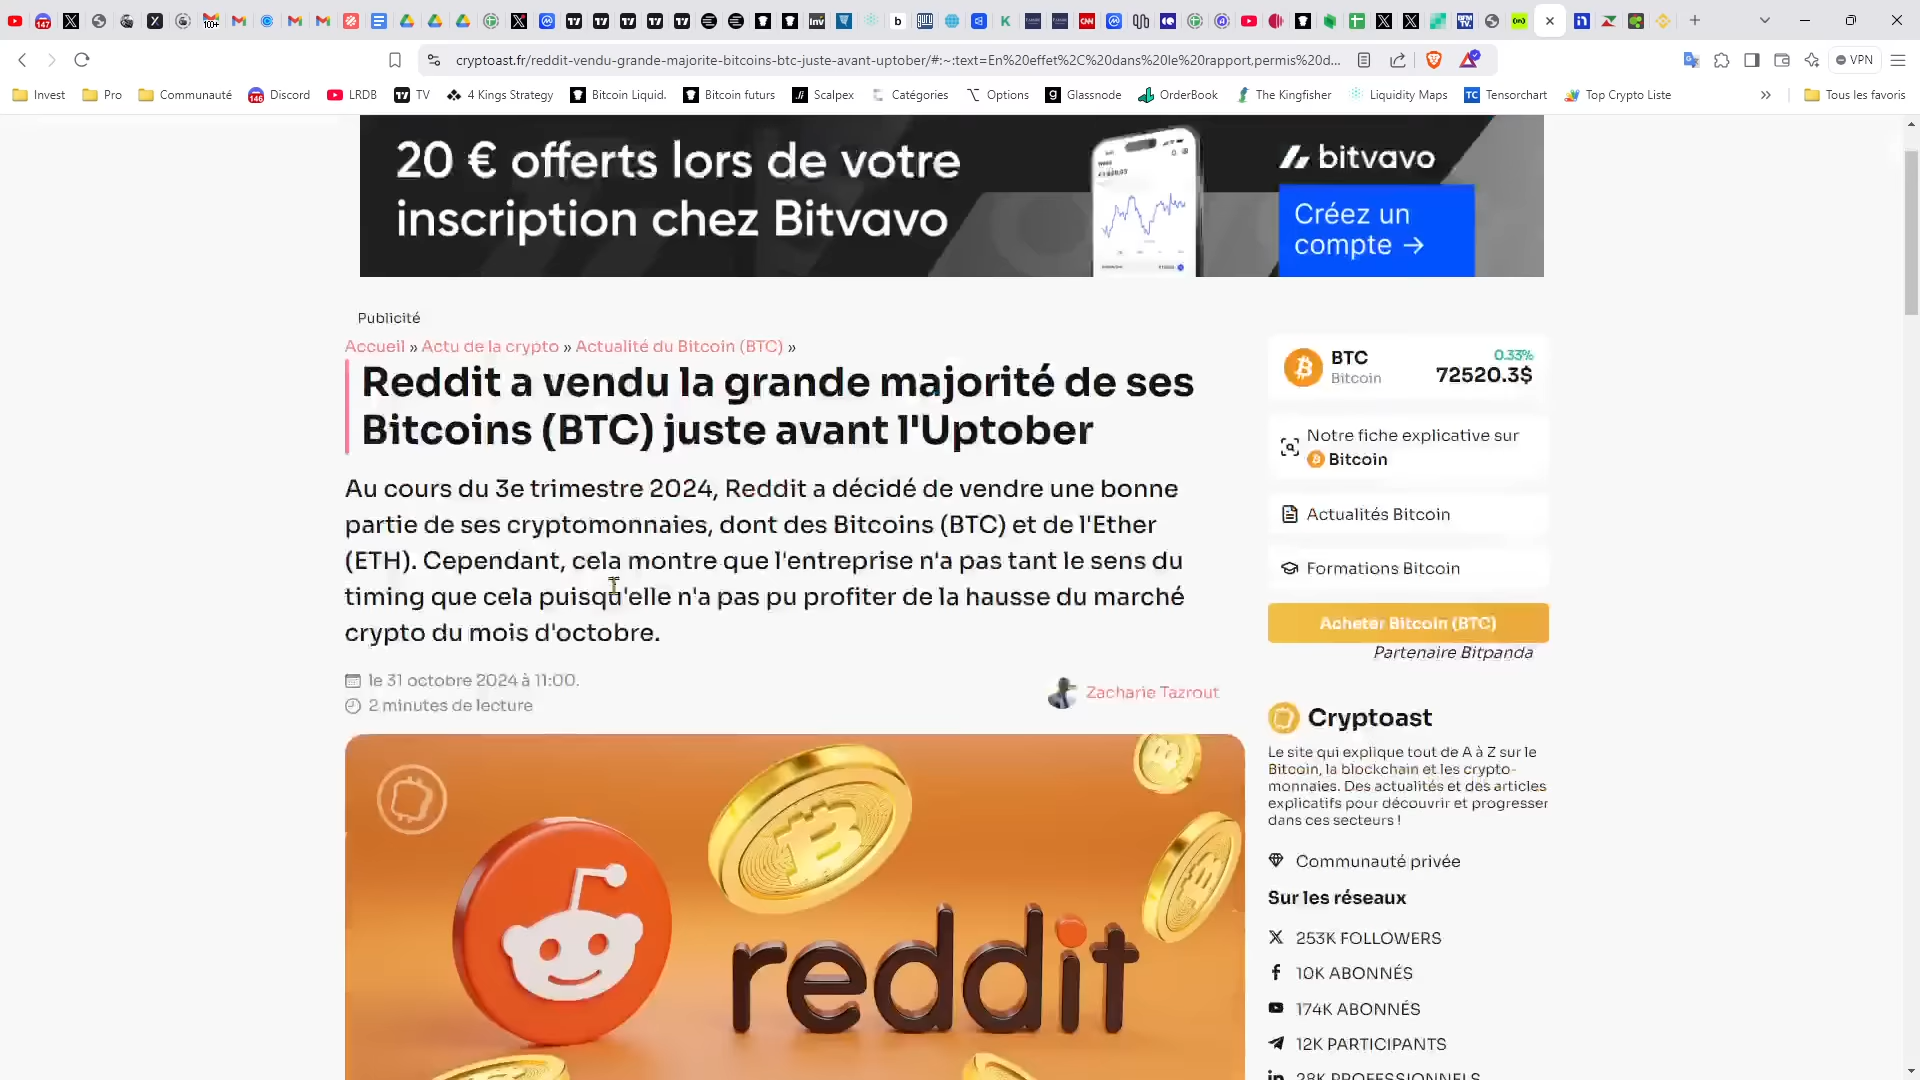 cryptoast.fr/reddit-vendu-grande-majorite-bitcoins-btc-juste-avant-uptober/#:~:text=En%20effet%2C%20dans%20le%20rapport,permis%20d...
VPN
Invest
Pro
Communauté
Discord
LRDB
TV
4 Kings Strategy
Bitcoin Liquid.
Bitcoin futurs
Scalpex
Catégories
Options
Glassnode
OrderBook
The Kingfisher
Liquidity Maps
Tensorchart
Top Crypto Liste
»
Tous les favoris
20 € offerts lors de votre
inscription chez Bitvavo
bitvavo
Créez un
compte →
Publicité
Accueil » Actu de la crypto » Actualité du Bitcoin (BTC) »
Reddit a vendu la grande majorité de ses
Bitcoins (BTC) juste avant l'Uptober
Au cours du 3e trimestre 2024, Reddit a décidé de vendre une bonne
partie de ses cryptomonnaies, dont des Bitcoins (BTC) et de l'Ether
(ETH). Cependant, cela montre que l'entreprise n'a pas tant le sens du
timing que cela puisqu'elle n'a pas pu profiter de la hausse du marché
crypto du mois d'octobre.
le 31 octobre 2024 à 11:00.
2 minutes de lecture
Zacharie Tazrout
reddit
BTC
Bitcoin
0.33%
72520.3$
Notre fiche explicative sur
Bitcoin
Actualités Bitcoin
Formations Bitcoin
Acheter Bitcoin (BTC)
Partenaire Bitpanda
Cryptoast
Le site qui explique tout de A à Z sur le
Bitcoin, la blockchain et les crypto-
monnaies. Des actualités et des articles
explicatifs pour découvrir et progresser
dans ces secteurs !
Communauté privée
Sur les réseaux
253K FOLLOWERS
10K ABONNÉS
174K ABONNÉS
12K PARTICIPANTS
28K PROFESSIONNELS